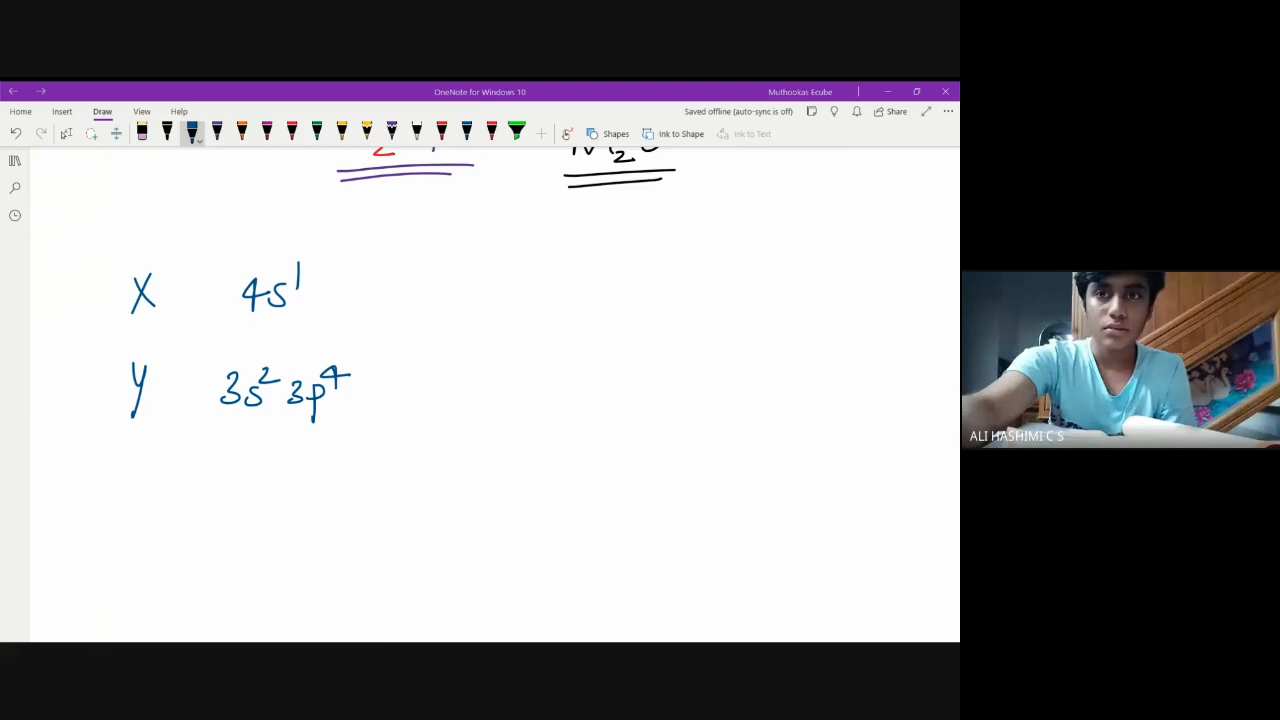 OneNote for Windows 10
Muthookas Ecube
Home Insert Draw View Help
Saved offline (auto-sync is off)
Share
Shapes
Ink to Shape
Ink to Text
X 4s¹
Y 3s² 3p⁴
ALI HASHIMI C S